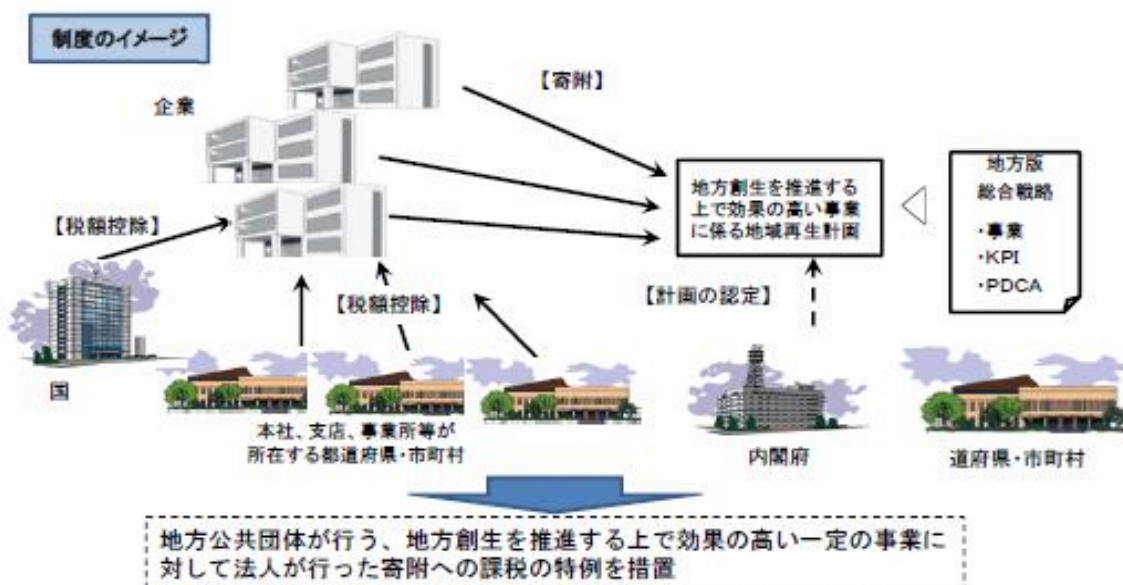 制度のイメージ
企業
【寄附】
【税額控除】
地方創生を推進する
上で効果の高い事業
に係る地域再生計画
地方版
総合戦略
・事業
・KPI
・PDCA
【税額控除】
【計画の認定】
国
本社、支店、事業所等が
所在する都道府県・市町村
内閣府
道府県・市町村
地方公共団体が行う、地方創生を推進する上で効果の高い一定の事業に
対して法人が行った寄附への課税の特例を措置